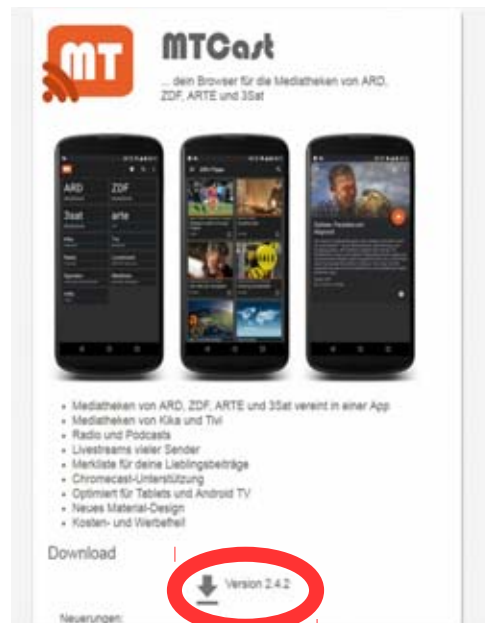 MT
MTCast
... dein Browser für die Mediatheken von ARD,
ZDF, ARTE und 3Sat
ARD
ZDF
3sat
arte
Mediatheken von ARD, ZDF, ARTE und 3Sat vereint in einer App
Mediatheken von Kika und Tivi
Radio und Podcasts
Livestreams vieler Sender
Merkliste für deine Lieblingsbeiträge
Chromecast-Unterstützung
Optimiert für Tablets und Android TV
Neues Material-Design
Kosten- und Werbefrei!
Download
Version 2.4.2
Neuerungen: